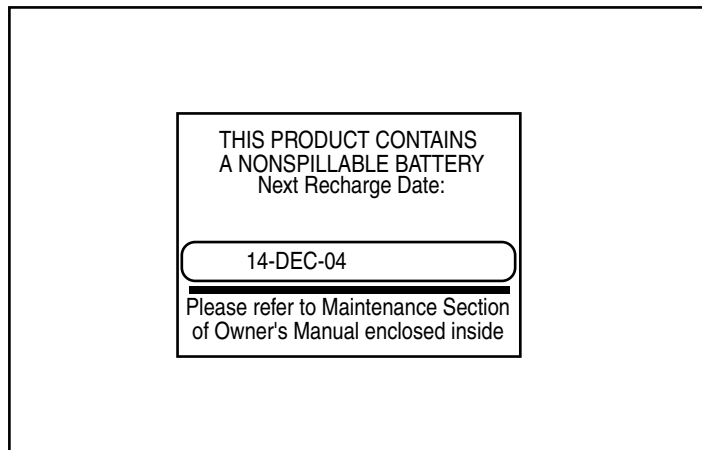 THIS PRODUCT CONTAINS
A NONSPILLABLE BATTERY
Next Recharge Date:
14-DEC-04
Please refer to Maintenance Section
of Owner's Manual enclosed inside